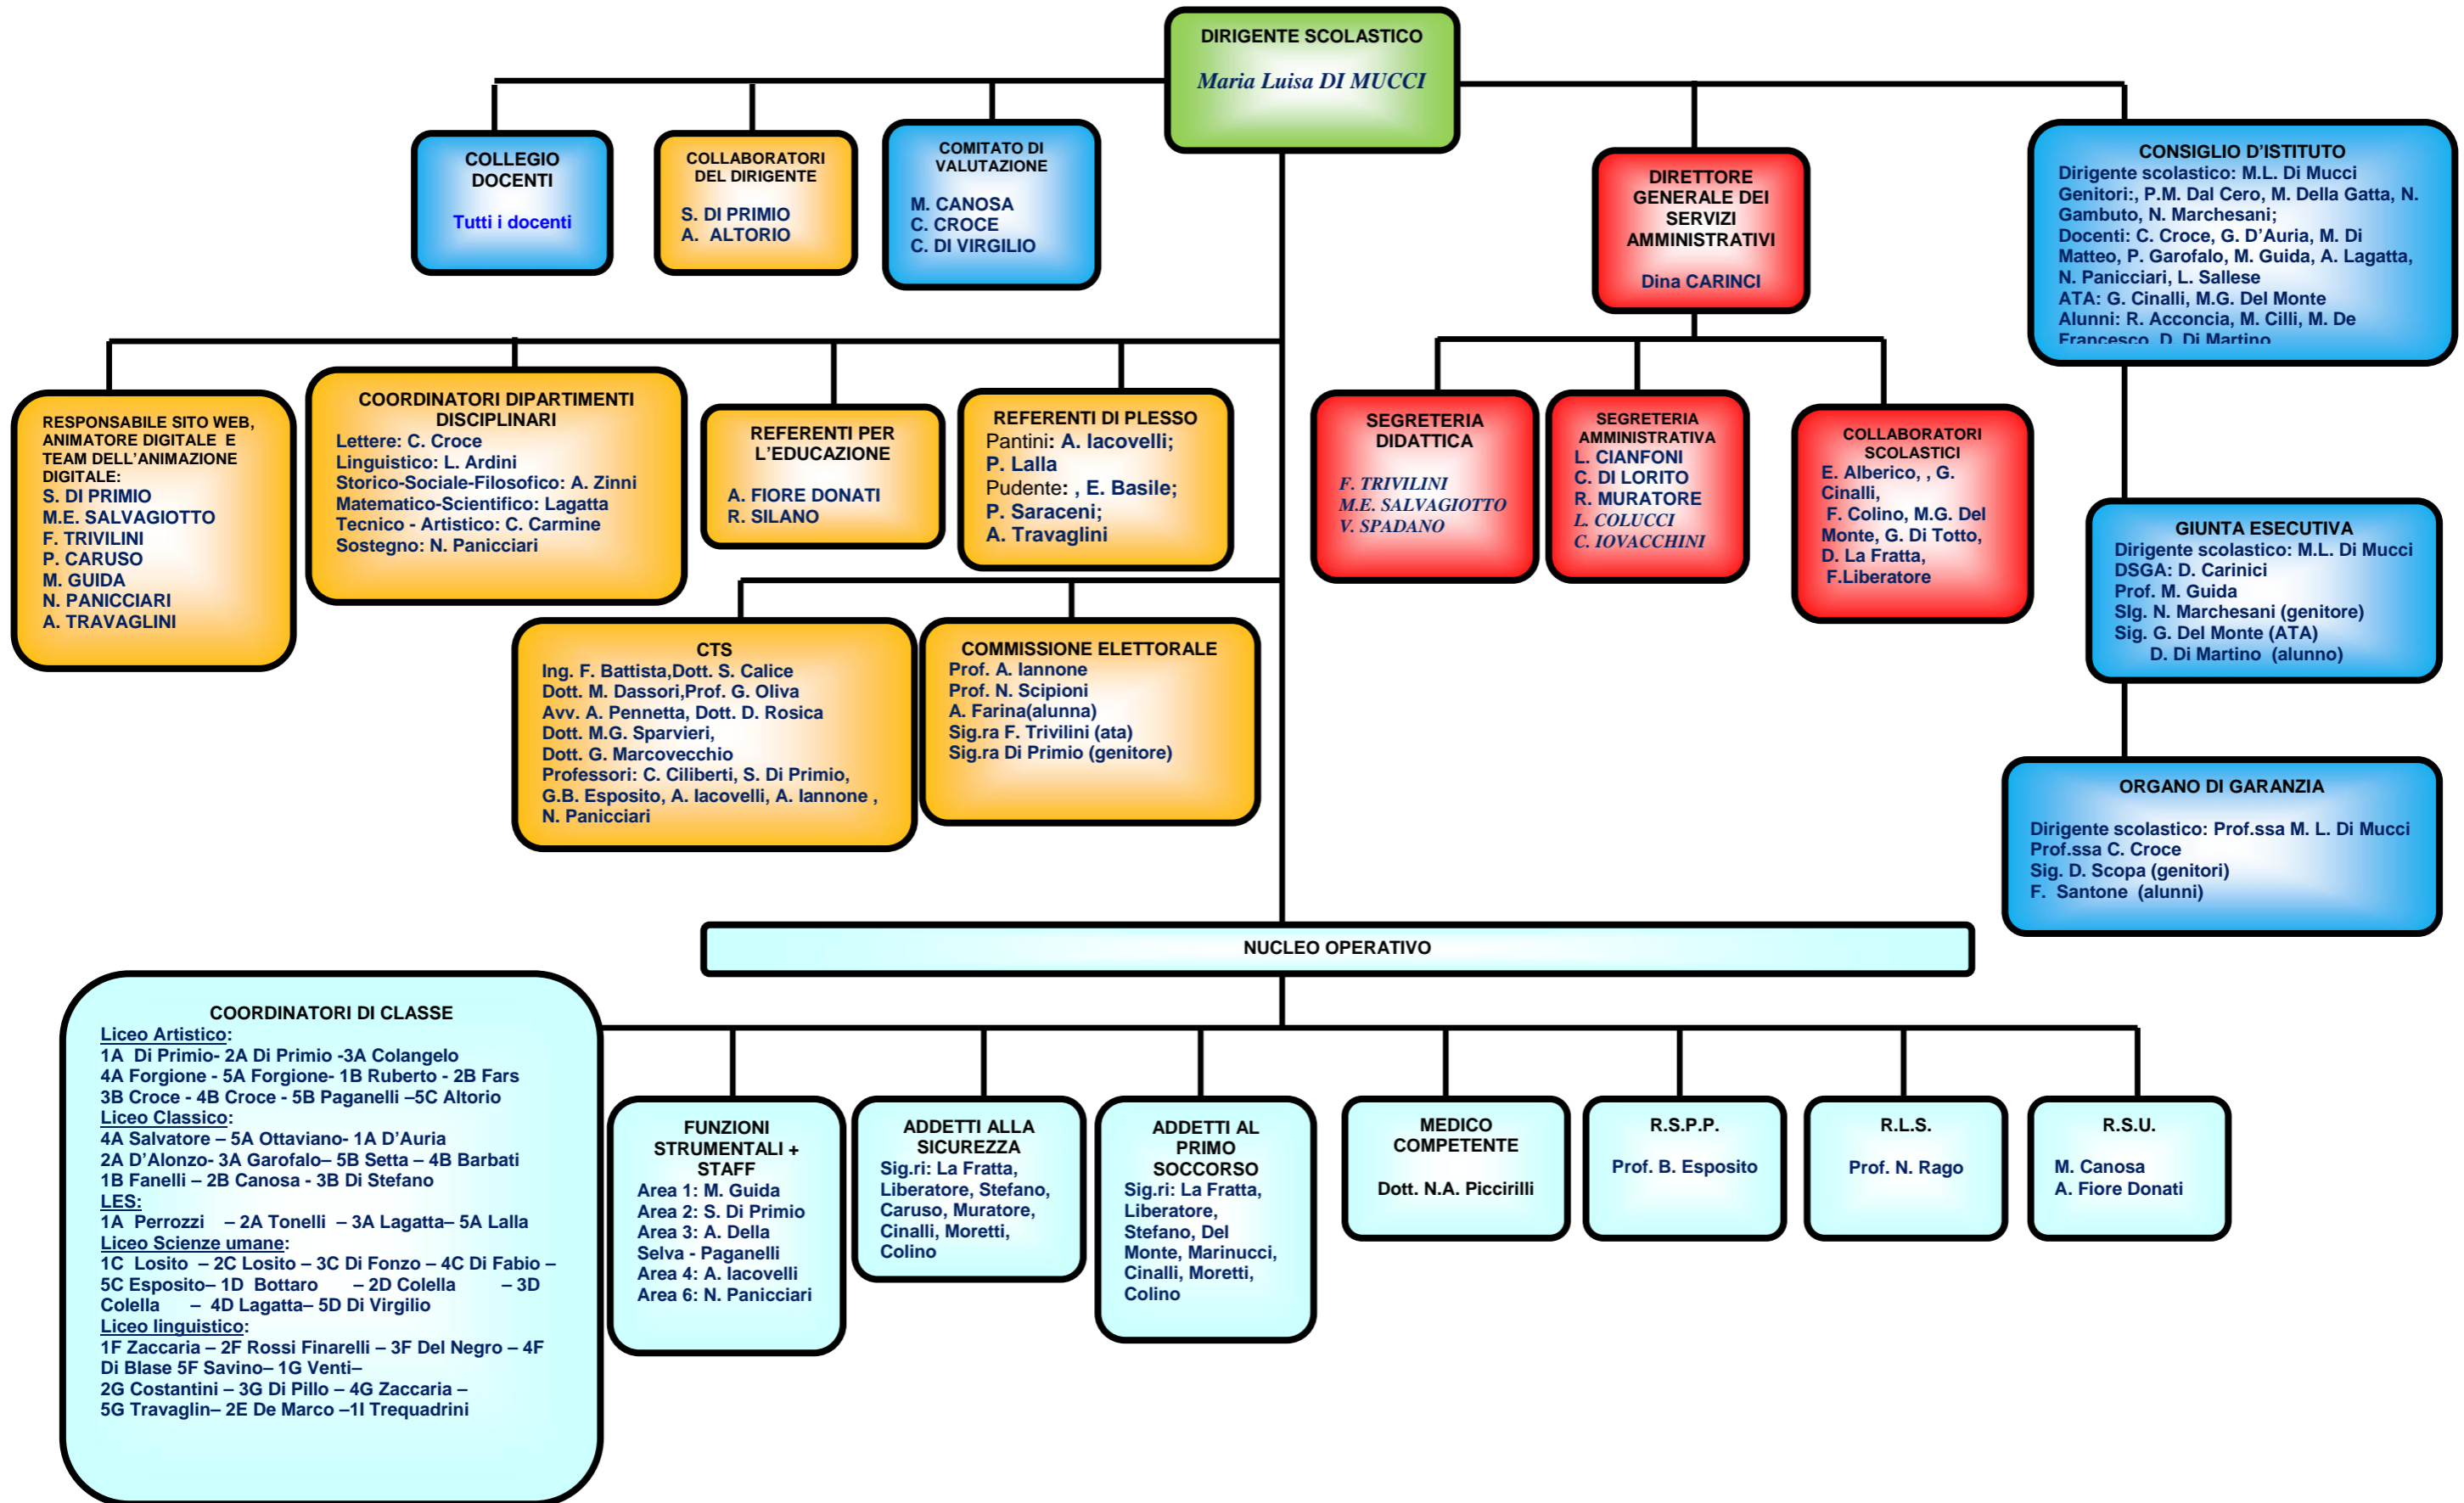 DIRIGENTE SCOLASTICO
Maria Luisa DI MUCCI
COLLEGIO
DOCENTI
Tutti i docenti
COLLABORATORI
DEL DIRIGENTE
S. DI PRIMIO
A. ALTORIO
COMITATO DI
VALUTAZIONE
M. CANOSA
C. CROCE
C. DI VIRGILIO
DIRETTORE
GENERALE DEI
SERVIZI
AMMINISTRATIVI
Dina CARINCI
CONSIGLIO D'ISTITUTO
Dirigente scolastico: M.L. Di Mucci
Genitori:, P.M. Dal Cero, M. Della Gatta, N.
Gambuto, N. Marchesani;
Docenti: C. Croce, G. D'Auria, M. Di
Matteo, P. Garofalo, M. Guida, A. Lagatta,
N. Panicciari, L. Sallese
ATA: G. Cinalli, M.G. Del Monte
Alunni: R. Acconcia, M. Cilli, M. De
Francesco, D. Di Martino
RESPONSABILE SITO WEB,
ANIMATORE DIGITALE E
TEAM DELL'ANIMAZIONE
DIGITALE:
S. DI PRIMIO
M.E. SALVAGIOTTO
F. TRIVILINI
P. CARUSO
M. GUIDA
N. PANICCIARI
A. TRAVAGLINI
COORDINATORI DIPARTIMENTI
DISCIPLINARI
Lettere: C. Croce
Linguistico: L. Ardini
Storico-Sociale-Filosofico: A. Zinni
Matematico-Scientifico: Lagatta
Tecnico - Artistico: C. Carmine
Sostegno: N. Panicciari
REFERENTI PER
L'EDUCAZIONE
A. FIORE DONATI
R. SILANO
REFERENTI DI PLESSO
Pantini: A. Iacovelli;
P. Lalla
Pudente: , E. Basile;
P. Saraceni;
A. Travaglini
SEGRETERIA
DIDATTICA
F. TRIVILINI
M.E. SALVAGIOTTO
V. SPADANO
SEGRETERIA
AMMINISTRATIVA
L. CIANFONI
C. DI LORITO
R. MURATORE
L. COLUCCI
C. IOVACCHINI
COLLABORATORI
SCOLASTICI
E. Alberico, , G.
Cinalli,
F. Colino, M.G. Del
Monte, G. Di Totto,
D. La Fratta,
F.Liberatore
GIUNTA ESECUTIVA
Dirigente scolastico: M.L. Di Mucci
DSGA: D. Carinici
Prof. M. Guida
SIg. N. Marchesani (genitore)
Sig. G. Del Monte (ATA)
D. Di Martino (alunno)
CTS
Ing. F. Battista,Dott. S. Calice
Dott. M. Dassori,Prof. G. Oliva
Avv. A. Pennetta, Dott. D. Rosica
Dott. M.G. Sparvieri,
Dott. G. Marcovecchio
Professori: C. Ciliberti, S. Di Primio,
G.B. Esposito, A. Iacovelli, A. Iannone ,
N. Panicciari
COMMISSIONE ELETTORALE
Prof. A. Iannone
Prof. N. Scipioni
A. Farina(alunna)
Sig.ra F. Trivilini (ata)
Sig.ra Di Primio (genitore)
ORGANO DI GARANZIA
Dirigente scolastico: Prof.ssa M. L. Di Mucci
Prof.ssa C. Croce
Sig. D. Scopa (genitori)
F. Santone (alunni)
NUCLEO OPERATIVO
COORDINATORI DI CLASSE
Liceo Artistico:
1A Di Primio- 2A Di Primio -3A Colangelo
4A Forgione - 5A Forgione- 1B Ruberto - 2B Fars
3B Croce - 4B Croce - 5B Paganelli –5C Altorio
Liceo Classico:
4A Salvatore – 5A Ottaviano- 1A D'Auria
2A D'Alonzo- 3A Garofalo– 5B Setta – 4B Barbati
1B Fanelli – 2B Canosa - 3B Di Stefano
LES:
1A Perrozzi – 2A Tonelli – 3A Lagatta– 5A Lalla
Liceo Scienze umane:
1C Losito – 2C Losito – 3C Di Fonzo – 4C Di Fabio –
5C Esposito– 1D Bottaro – 2D Colella – 3D
Colella – 4D Lagatta– 5D Di Virgilio
Liceo linguistico:
1F Zaccaria – 2F Rossi Finarelli – 3F Del Negro – 4F
Di Blase 5F Savino– 1G Venti–
2G Costantini – 3G Di Pillo – 4G Zaccaria –
5G Travaglin– 2E De Marco –1I Trequadrini
FUNZIONI
STRUMENTALI +
STAFF
Area 1: M. Guida
Area 2: S. Di Primio
Area 3: A. Della
Selva - Paganelli
Area 4: A. Iacovelli
Area 6: N. Panicciari
ADDETTI ALLA
SICUREZZA
Sig.ri: La Fratta,
Liberatore, Stefano,
Caruso, Muratore,
Cinalli, Moretti,
Colino
ADDETTI AL
PRIMO
SOCCORSO
Sig.ri: La Fratta,
Liberatore,
Stefano, Del
Monte, Marinucci,
Cinalli, Moretti,
Colino
MEDICO
COMPETENTE
Dott. N.A. Piccirilli
R.S.P.P.
Prof. B. Esposito
R.L.S.
Prof. N. Rago
R.S.U.
M. Canosa
A. Fiore Donati